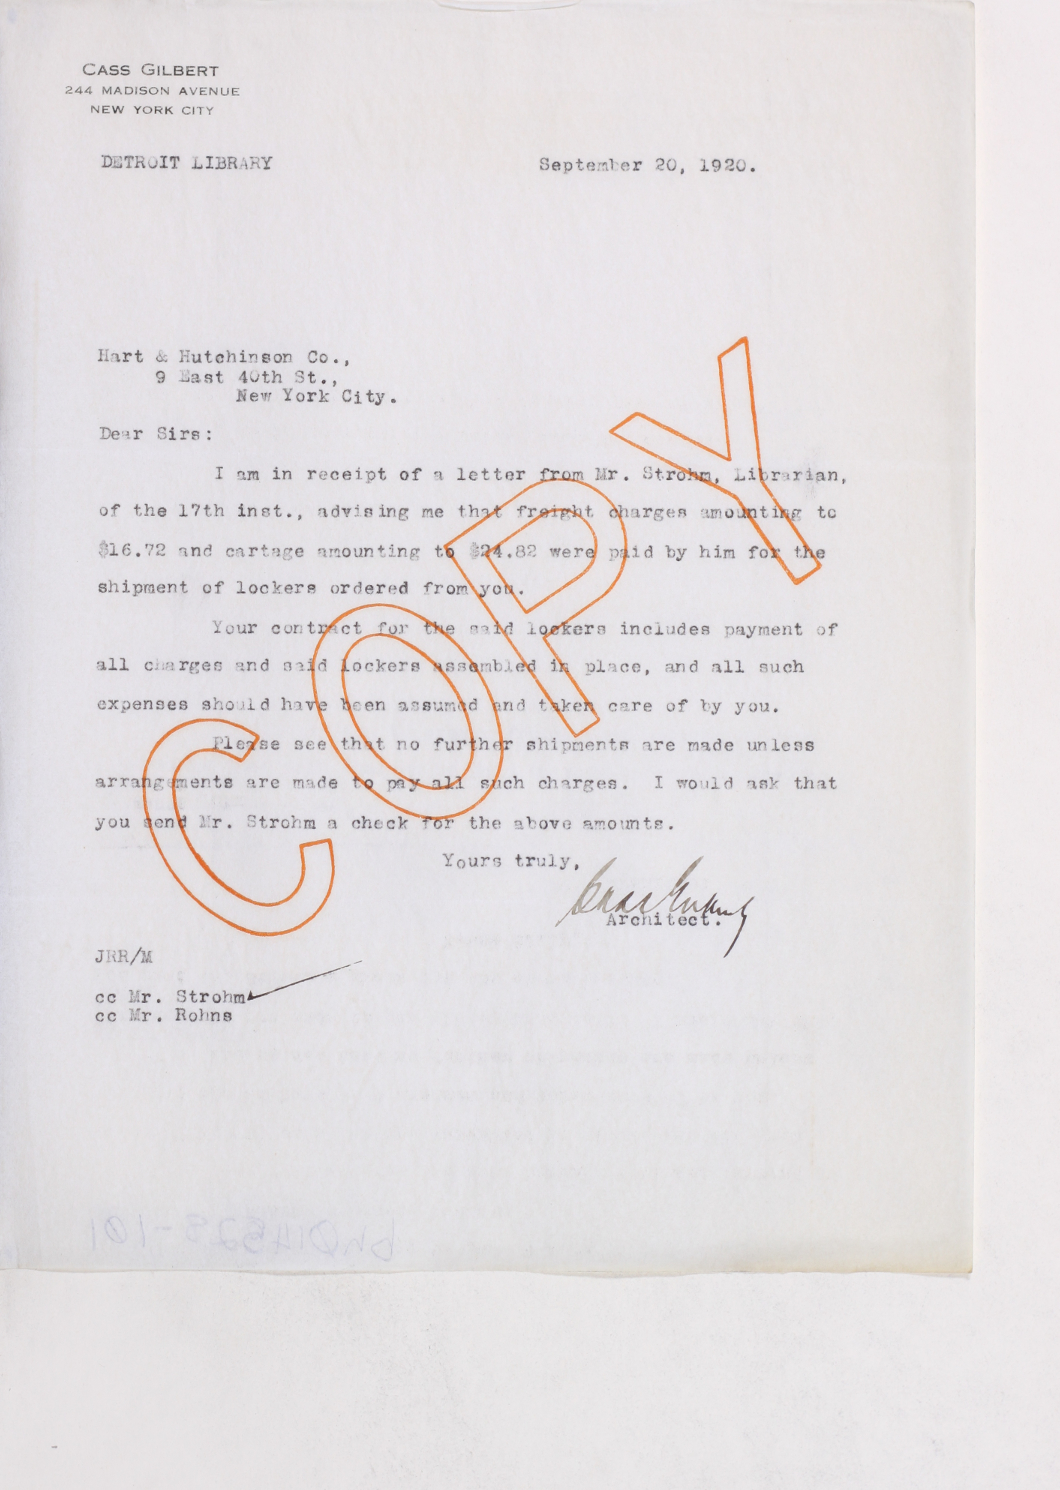 CASS GILBERT
244 MADISON AVENUE
NEW YORK CITY
DETROIT LIBRARY
September 20, 1920.
Hart & Hutchinson Co.,
9 East 40th St.,
New York City.
Dear Sirs:
I am in receipt of a letter from Mr. Strohm, Librarian,
of the 17th inst., advising me that freight charges amounting to
$16.72 and cartage amounting to $24.82 were paid by him for the
shipment of lockers ordered from you.
Your contract for the said lockers includes payment of
all charges and said lockers assembled in place, and all such
expenses should have been assumed and taken care of by you.
Please see that no further shipments are made unless
arrangements are made to pay all such charges. I would ask that
you send Mr. Strohm a check for the above amounts.
Yours truly,
Cass Gilbert
Architect.
JRR/M
cc Mr. Strohm
cc Mr. Rohns
COPY